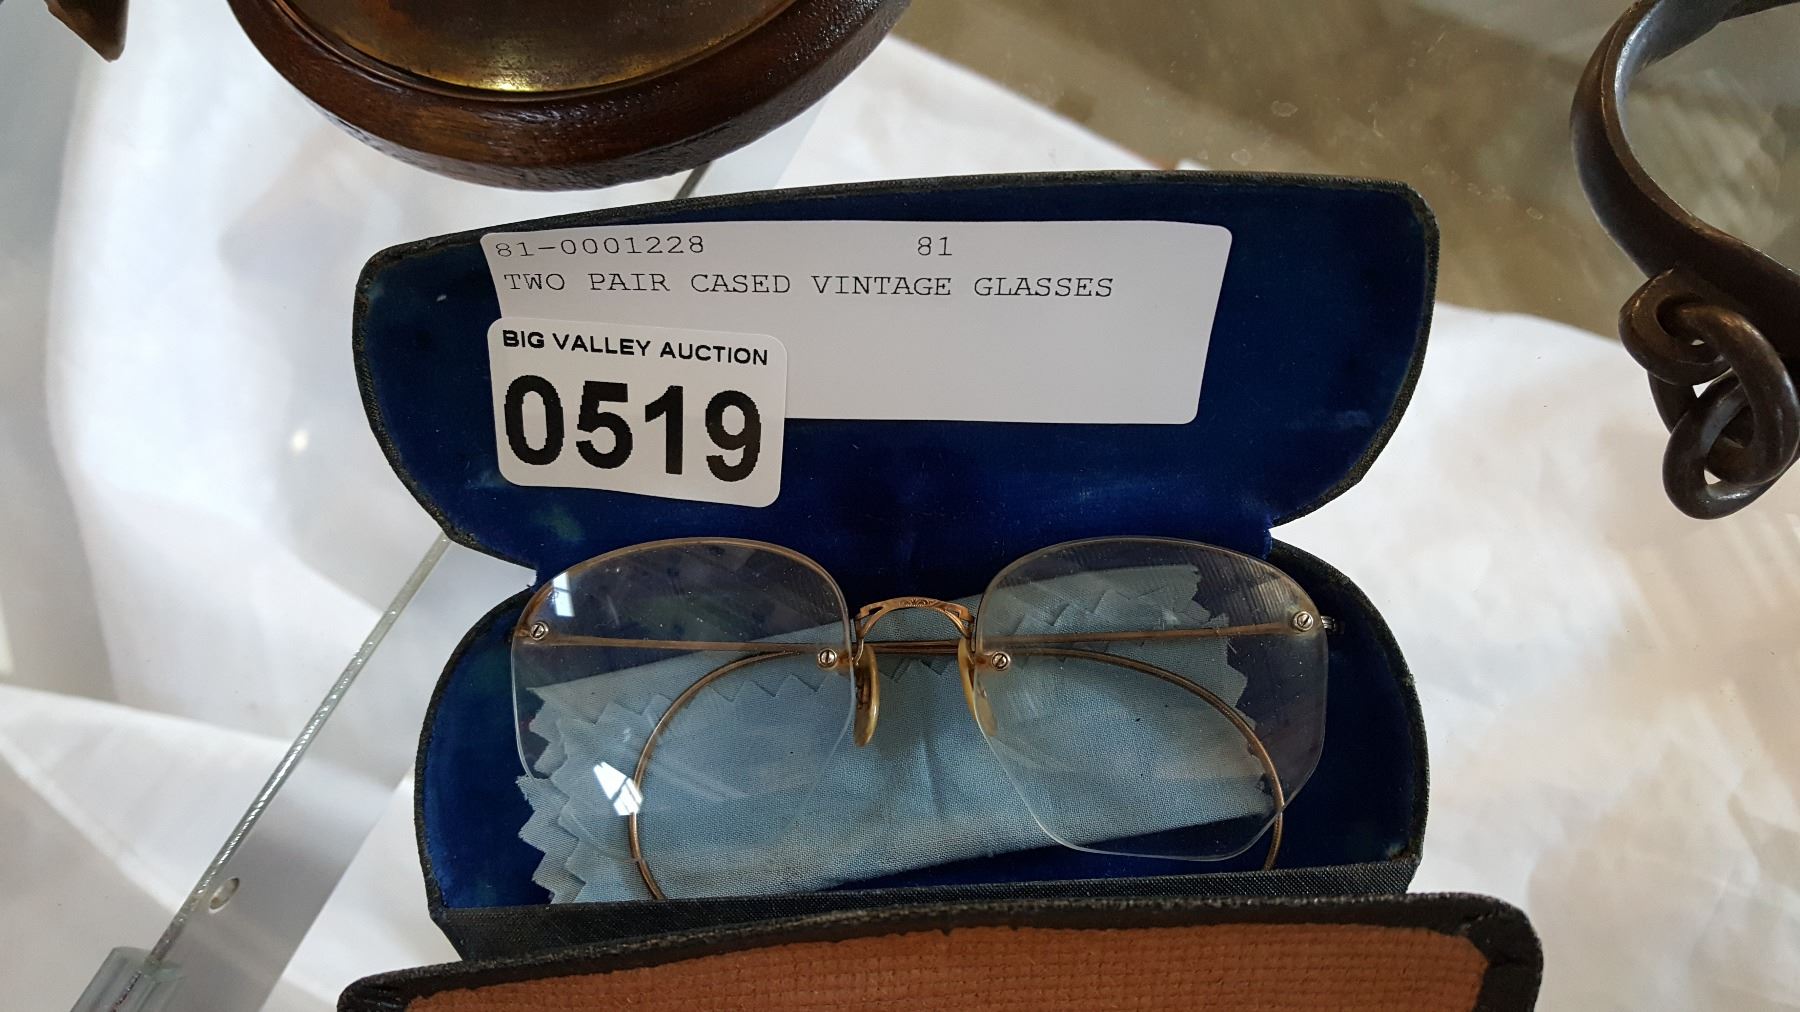 81-0001228 81
TWO PAIR CASED VINTAGE GLASSES
BIG VALLEY AUCTION
0519